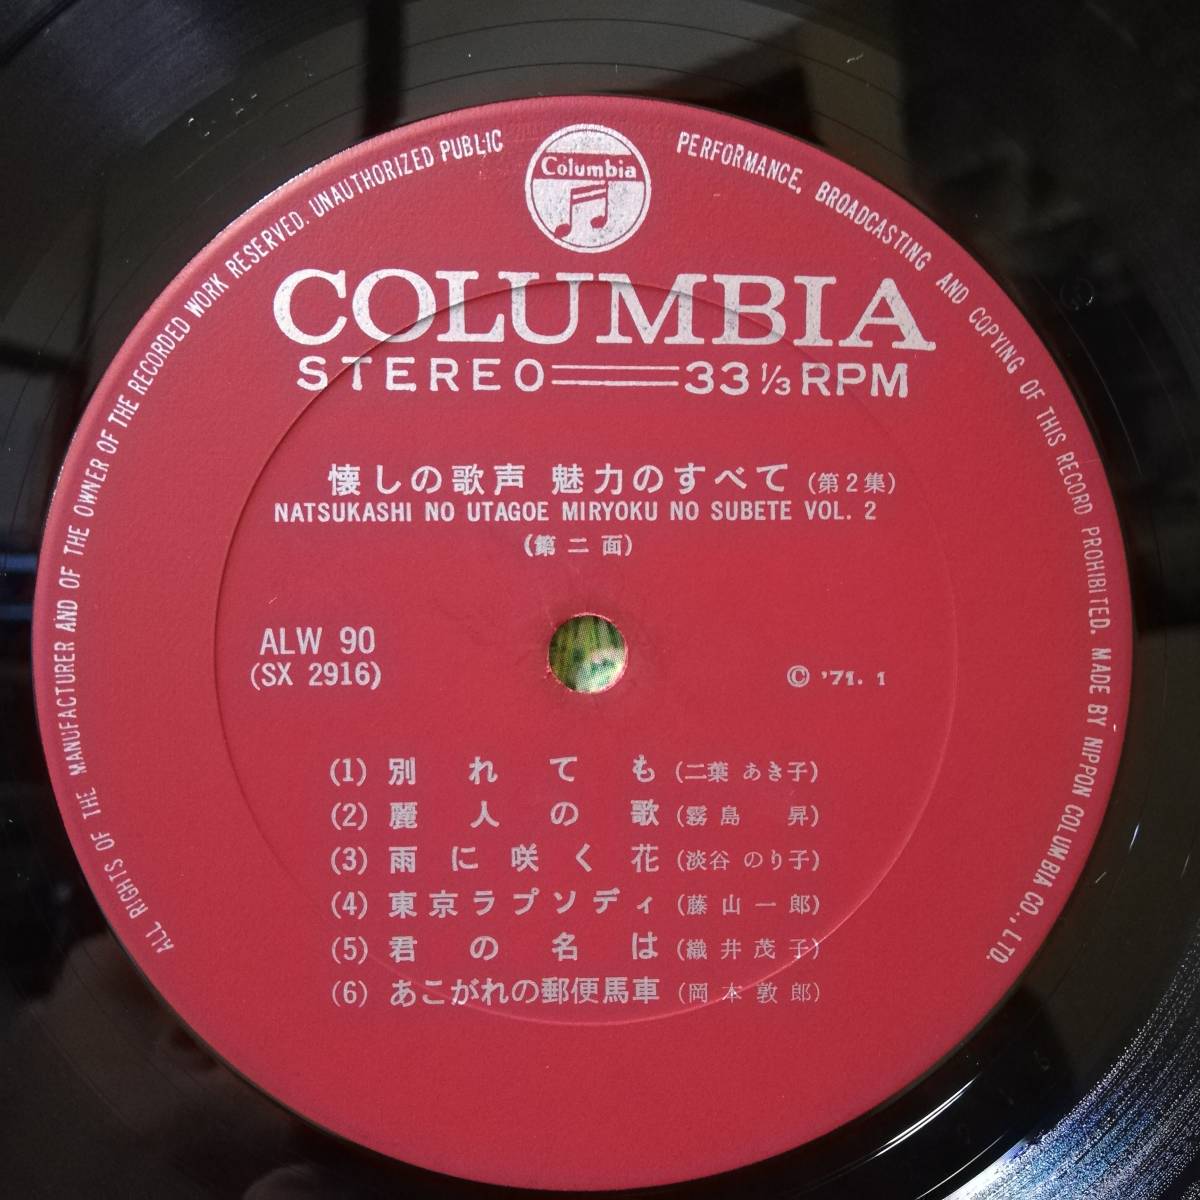 ALL RIGHTS OF THE MANUFACTURER AND OF THE OWNER OF THE RECORDED WORK RESERVED. UNAUTHORIZED PUBLIC PERFORMANCE, BROADCASTING AND COPYING OF THIS RECORD PROHIBITED. MADE BY NIPPON COLUMBIA CO., LTD.
Columbia
COLUMBIA
STEREO 33 1/3 RPM
懐しの歌声 魅力のすべて (第2集)
NATSUKASHI NO UTAGOE MIRYOKU NO SUBETE VOL. 2
(第二面)
ALW 90
(SX 2916)
© '71. 1
(1) 別れても (二葉 あき子)
(2) 麗人の歌 (霧島 昇)
(3) 雨に咲く花 (淡谷 のり子)
(4) 東京ラプソディ (藤山一郎)
(5) 君の名は (織井茂子)
(6) あこがれの郵便馬車 (岡本敦郎)